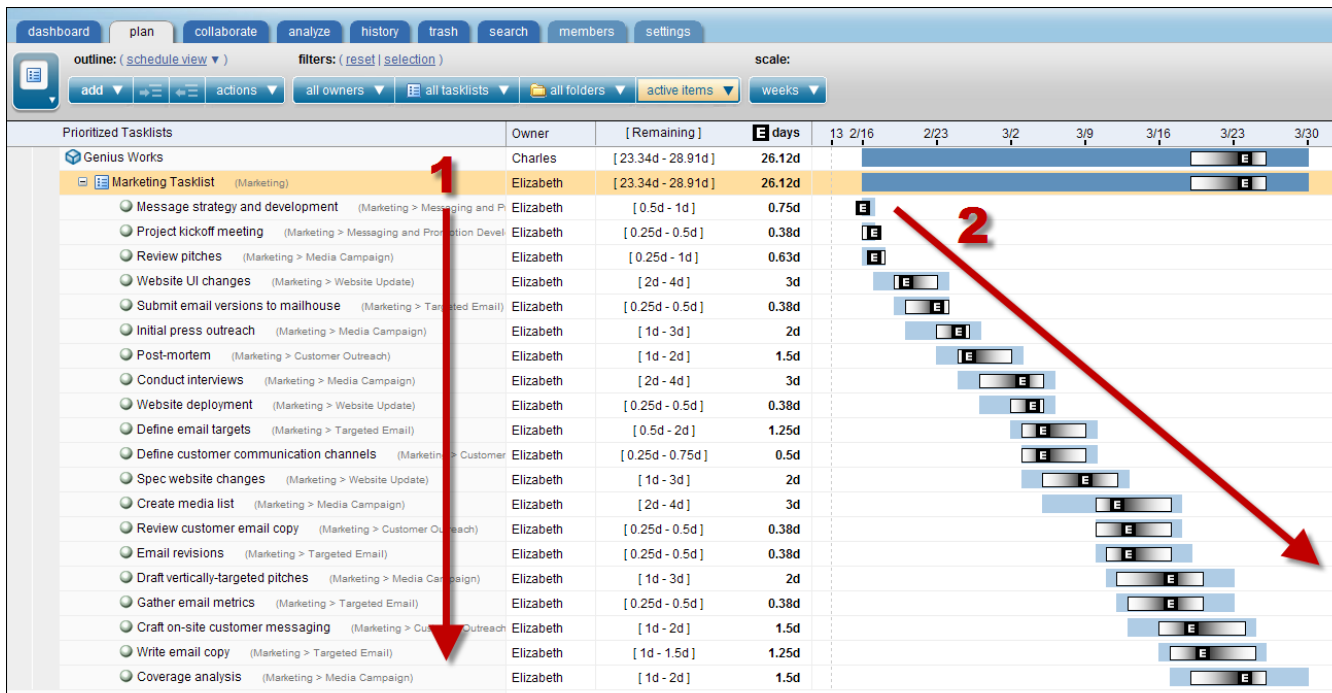 dashboard plan collaborate analyze history trash search members settings
outline: ( schedule view ▼ ) filters: ( reset | selection ) scale:
add ▼ actions ▼ all owners ▼ all tasklists ▼ all folders ▼ active items ▼ weeks ▼
Prioritized Tasklists Owner [ Remaining ] E days 13 2/16 2/23 3/2 3/9 3/16 3/23 3/30
Genius Works Charles [ 23.34d - 28.91d ] 26.12d E
Marketing Tasklist (Marketing) Elizabeth [ 23.34d - 28.91d ] 26.12d E
1
Message strategy and development (Marketing > Messaging and P Elizabeth [ 0.5d - 1d ] 0.75d E
2
Project kickoff meeting (Marketing > Messaging and Promotion Devel Elizabeth [ 0.25d - 0.5d ] 0.38d E
Review pitches (Marketing > Media Campaign) Elizabeth [ 0.25d - 1d ] 0.63d E
Website UI changes (Marketing > Website Update) Elizabeth [ 2d - 4d ] 3d E
Submit email versions to mailhouse (Marketing > Targeted Email) Elizabeth [ 0.25d - 0.5d ] 0.38d E
Initial press outreach (Marketing > Media Campaign) Elizabeth [ 1d - 3d ] 2d E
Post-mortem (Marketing > Customer Outreach) Elizabeth [ 1d - 2d ] 1.5d E
Conduct interviews (Marketing > Media Campaign) Elizabeth [ 2d - 4d ] 3d E
Website deployment (Marketing > Website Update) Elizabeth [ 0.25d - 0.5d ] 0.38d E
Define email targets (Marketing > Targeted Email) Elizabeth [ 0.5d - 2d ] 1.25d E
Define customer communication channels (Marketing > Customer Elizabeth [ 0.25d - 0.75d ] 0.5d E
Spec website changes (Marketing > Website Update) Elizabeth [ 1d - 3d ] 2d E
Create media list (Marketing > Media Campaign) Elizabeth [ 2d - 4d ] 3d E
Review customer email copy (Marketing > Customer Outreach) Elizabeth [ 0.25d - 0.5d ] 0.38d E
Email revisions (Marketing > Targeted Email) Elizabeth [ 0.25d - 0.5d ] 0.38d E
Draft vertically-targeted pitches (Marketing > Media Campaign) Elizabeth [ 1d - 3d ] 2d E
Gather email metrics (Marketing > Targeted Email) Elizabeth [ 0.25d - 0.5d ] 0.38d E
Craft on-site customer messaging (Marketing > Customer Outreach Elizabeth [ 1d - 2d ] 1.5d E
Write email copy (Marketing > Targeted Email) Elizabeth [ 1d - 1.5d ] 1.25d E
Coverage analysis (Marketing > Media Campaign) Elizabeth [ 1d - 2d ] 1.5d E